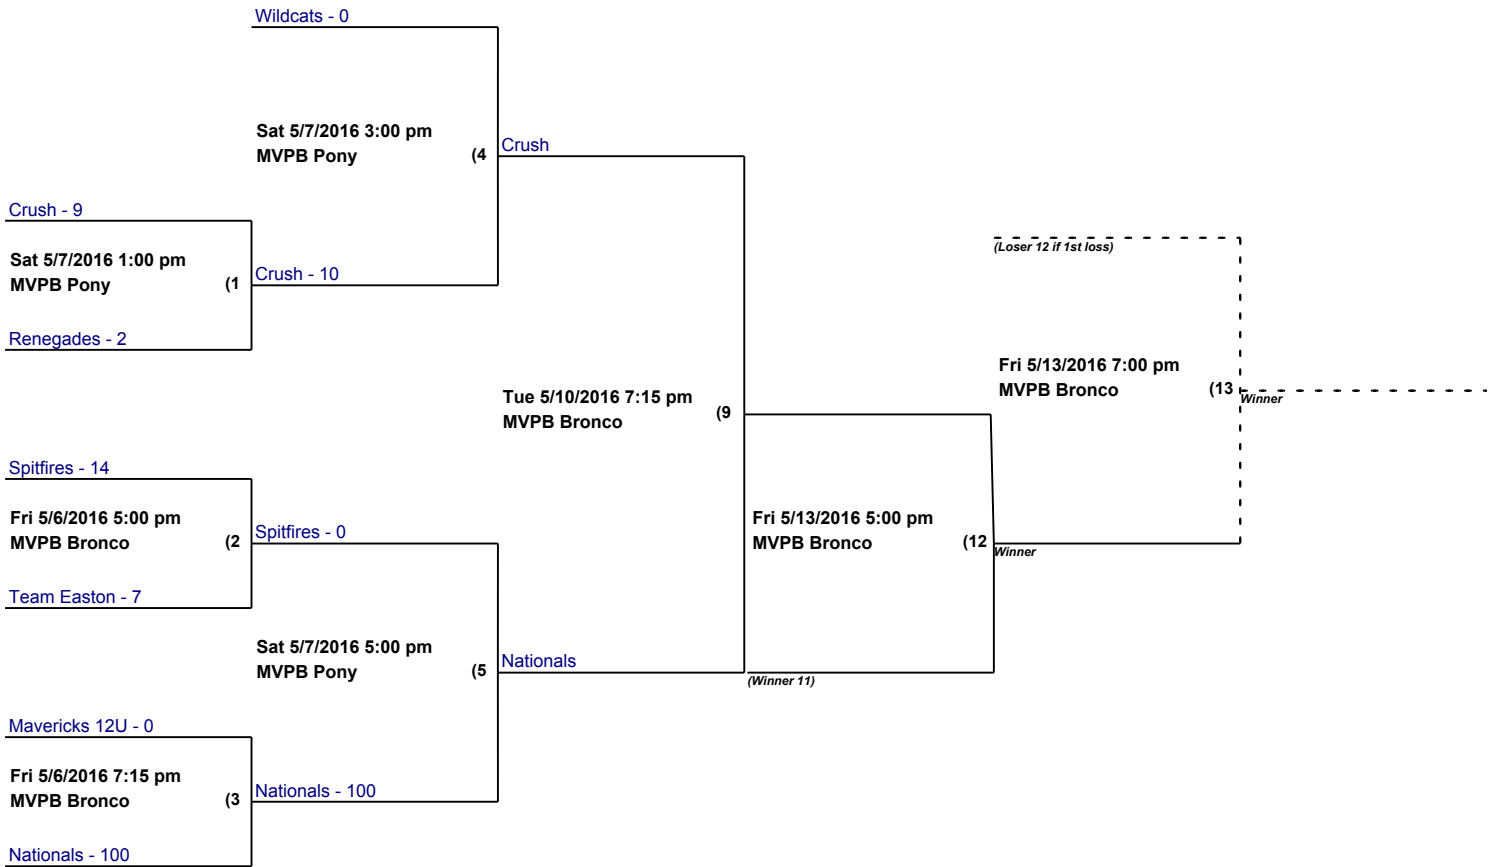 Wildcats - 0
Sat 5/7/2016 3:00 pm
MVPB Pony (4
Crush
Crush - 9
Sat 5/7/2016 1:00 pm
MVPB Pony (1
Crush - 10
Renegades - 2
(Loser 12 if 1st loss)
Fri 5/13/2016 7:00 pm
MVPB Bronco (13
Winner
Tue 5/10/2016 7:15 pm
MVPB Bronco (9
Spitfires - 14
Fri 5/6/2016 5:00 pm
MVPB Bronco (2
Spitfires - 0
Team Easton - 7
Fri 5/13/2016 5:00 pm
MVPB Bronco (12
Winner
Sat 5/7/2016 5:00 pm
MVPB Pony (5
Nationals
(Winner 11)
Mavericks 12U - 0
Fri 5/6/2016 7:15 pm
MVPB Bronco (3
Nationals - 100
Nationals - 100